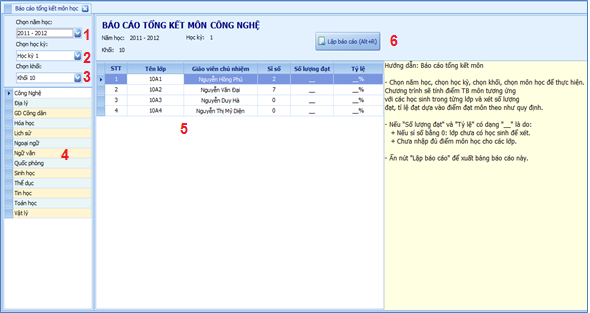 Báo cáo tổng kết môn học
Chọn năm học:
2011 - 2012 1
Chọn học kỳ:
Học kỳ 1 2
Chọn khối:
Khối 10 3
Công Nghệ
Địa lý
GD Công dân
Hóa học
Lịch sử
Ngoại ngữ
Ngữ văn 4
Quốc phòng
Sinh học
Thể dục
Tin học
Toán học
Vật lý
BÁO CÁO TỔNG KẾT MÔN CÔNG NGHỆ
Năm học: 2011 - 2012 Học kỳ: 1
Khối: 10
Lập báo cáo (Alt+R) 6
STT Tên lớp Giáo viên chủ nhiệm Sĩ số Số lượng đạt Tỷ lệ
1 10A1 Nguyễn Hồng Phú 2 __ __%
2 10A2 Nguyễn Văn Đại 7 __ __%
3 10A3 Nguyễn Duy Hà 0 __ __%
4 10A4 Nguyễn Thị Mỹ Diện 0 __ __%
5
Hướng dẫn: Báo cáo tổng kết môn
- Chọn năm học, chọn học kỳ, chọn khối, chọn môn học để thực hiện.
Chương trình sẽ tính điểm TB môn tương ứng
với các học sinh trong từng lớp và xét số lượng
đạt, tỉ lệ đạt dựa vào điểm đạt môn theo như quy định.
- Nếu "Số lượng đạt" và "Tỷ lệ" có dạng "__" là do:
+ Nếu sĩ số bằng 0: lớp chưa có học sinh để xét.
+ Chưa nhập đủ điểm môn học cho các lớp.
- Ấn nút "Lập báo cáo" để xuất bảng báo cáo này.